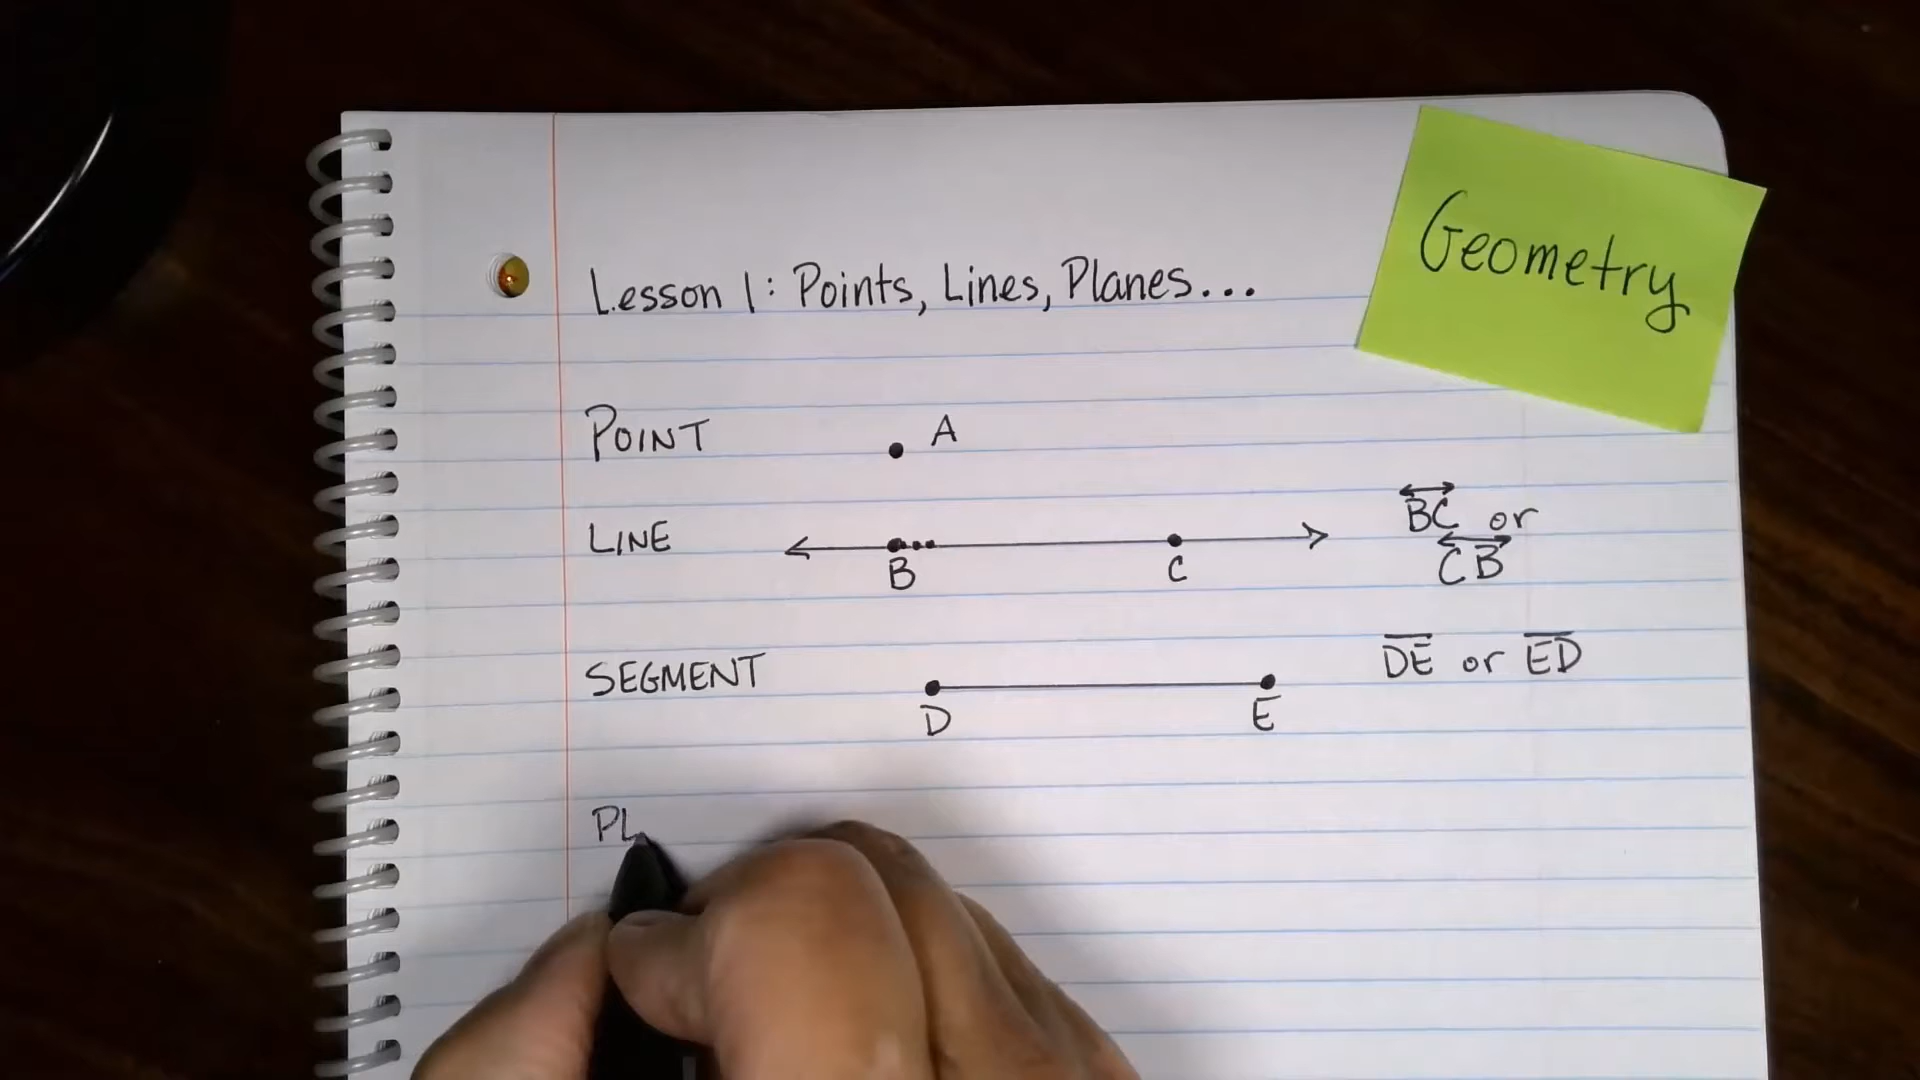 Geometry
Lesson 1: Points, Lines, Planes...
POINT A
LINE B C BC or
CB
SEGMENT D E DE or ED
PL